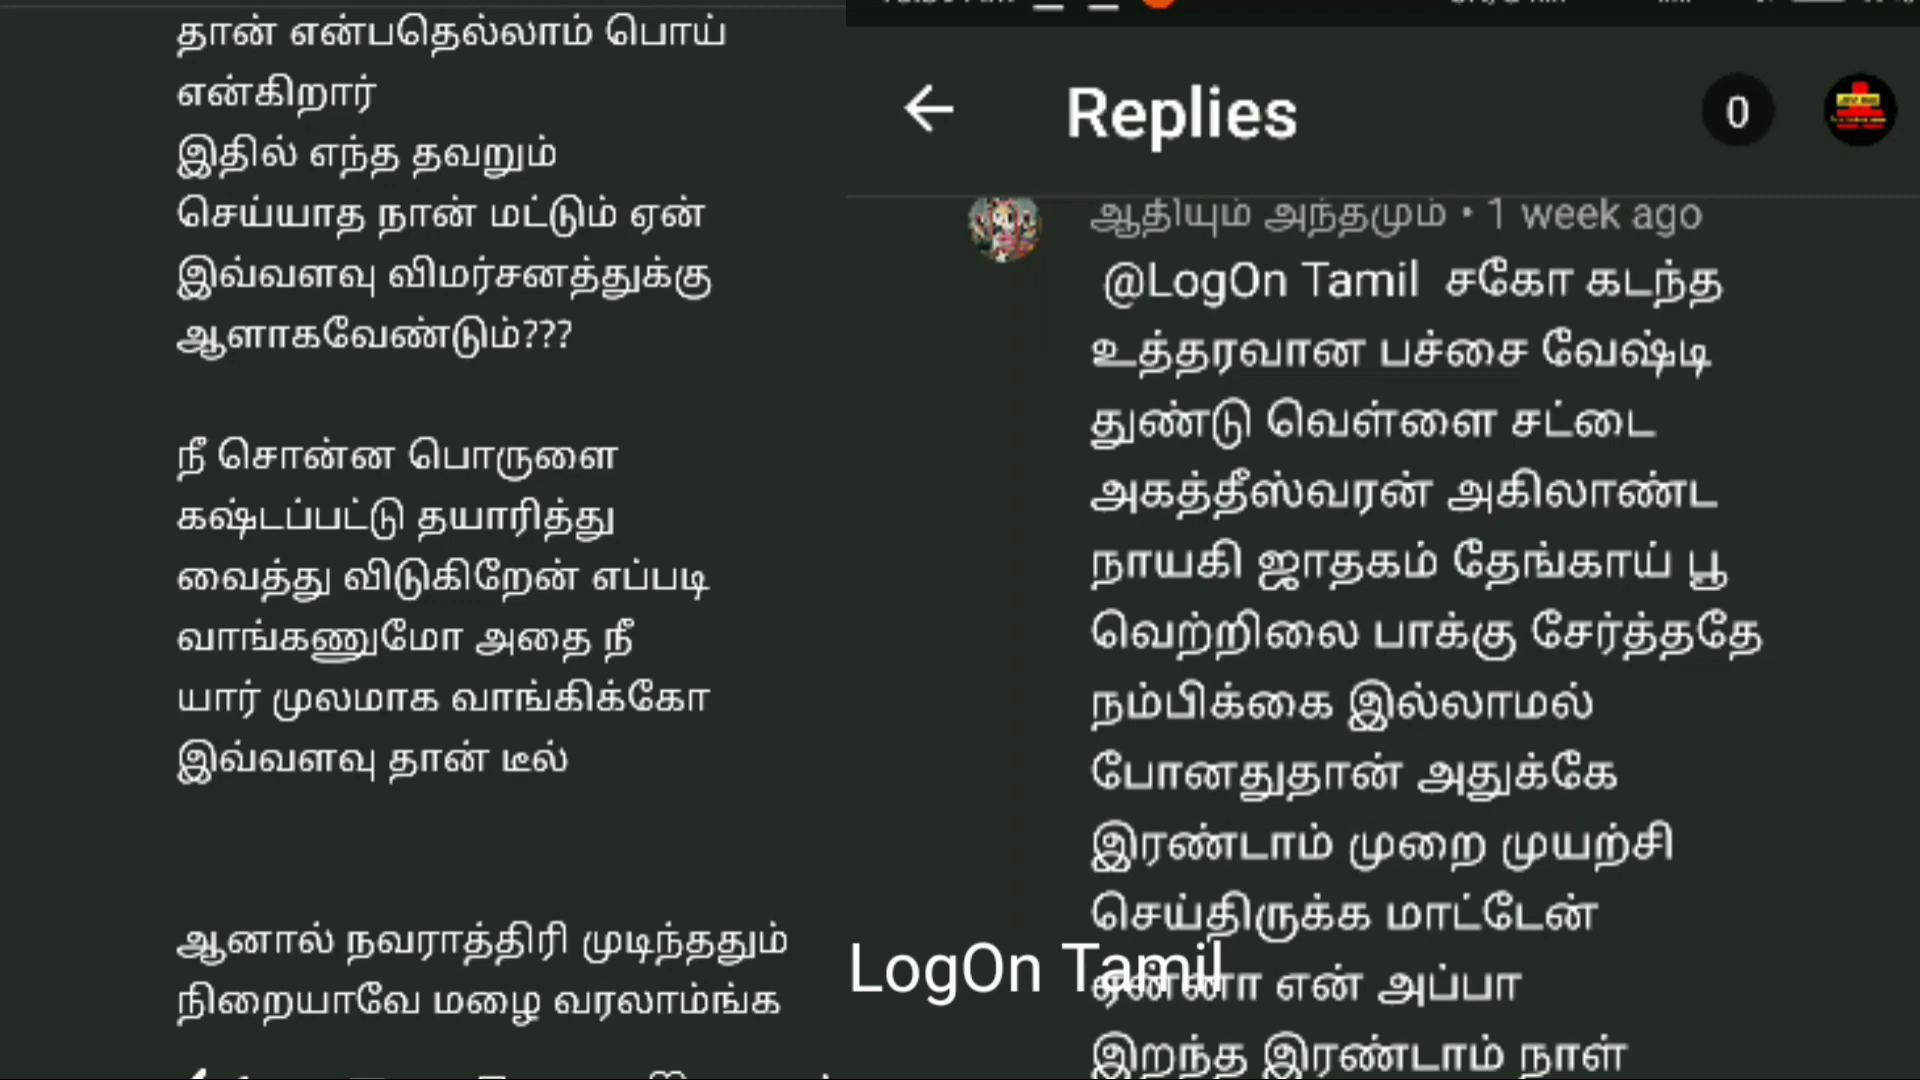 தான் என்பதெல்லாம் பொய்
என்கிறார்
இதில் எந்த தவறும்
செய்யாத நான் மட்டும் ஏன்
இவ்வளவு விமர்சனத்துக்கு
ஆளாகவேண்டும்???
நீ சொன்ன பொருளை
கஷ்டப்பட்டு தயாரித்து
வைத்து விடுகிறேன் எப்படி
வாங்கணுமோ அதை நீ
யார் முலமாக வாங்கிக்கோ
இவ்வளவு தான் டீல்
ஆனால் நவராத்திரி முடிந்ததும்
நிறையாவே மழை வரலாம்ங்க
Replies
0
ஆதியும் அந்தமும் • 1 week ago
@LogOn Tamil சகோ கடந்த
உத்தரவான பச்சை வேஷ்டி
துண்டு வெள்ளை சட்டை
அகத்தீஸ்வரன் அகிலாண்ட
நாயகி ஜாதகம் தேங்காய் பூ
வெற்றிலை பாக்கு சேர்த்ததே
நம்பிக்கை இல்லாமல்
போனதுதான் அதுக்கே
இரண்டாம் முறை முயற்சி
செய்திருக்க மாட்டேன்
என் அப்பா
இறந்த இரண்டாம் நாள்
LogOn Tamil